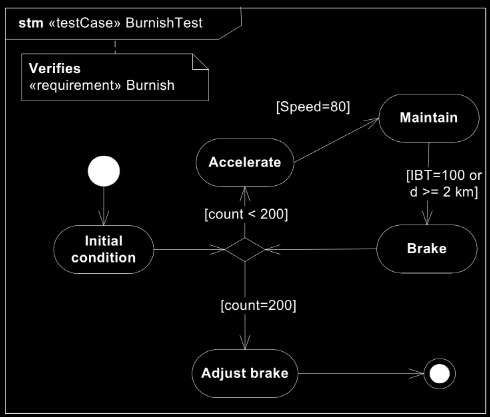 stm «testCase» BurnishTest
Verifies
«requirement» Burnish
[Speed=80]
Maintain
Accelerate
[IBT=100 or
d >= 2 km]
[count < 200]
Initial
condition
Brake
[count=200]
Adjust brake